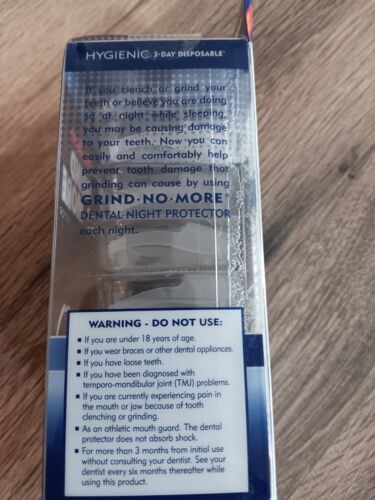 HYGIENIC 3-DAY DISPOSABLE*
If you clench or grind your
teeth or believe you are doing
so at night while sleeping,
you may be causing damage
to your teeth. Now you can
easily and comfortably help
prevent tooth damage that
grinding can cause by using
GRIND·NO·MORE™
DENTAL NIGHT PROTECTOR
each night.
WARNING - DO NOT USE:
▪ If you are under 18 years of age.
▪ If you wear braces or other dental appliances.
▪ If you have loose teeth.
▪ If you have been diagnosed with
temporo-mandibular joint (TMJ) problems.
▪ If you are currently experiencing pain in
the mouth or jaw because of tooth
clenching or grinding.
▪ As an athletic mouth guard. The dental
protector does not absorb shock.
▪ For more than 3 months from initial use
without consulting your dentist. See your
dentist every six months thereafter while
using this product.